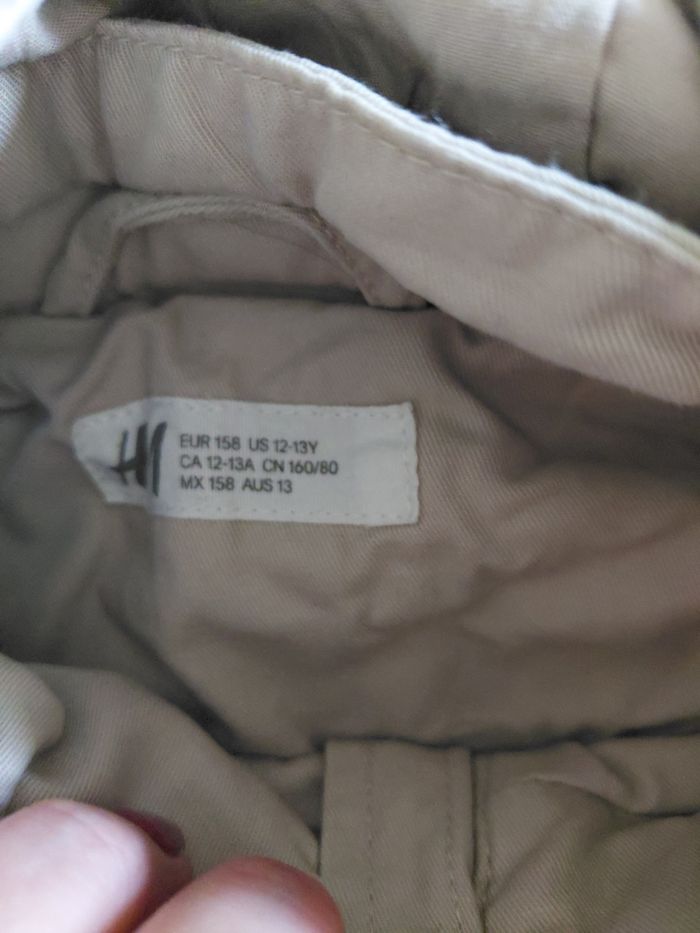 EUR 158 US 12-13Y
CA 12-13A CN 160/80
MX 158 AUS 13